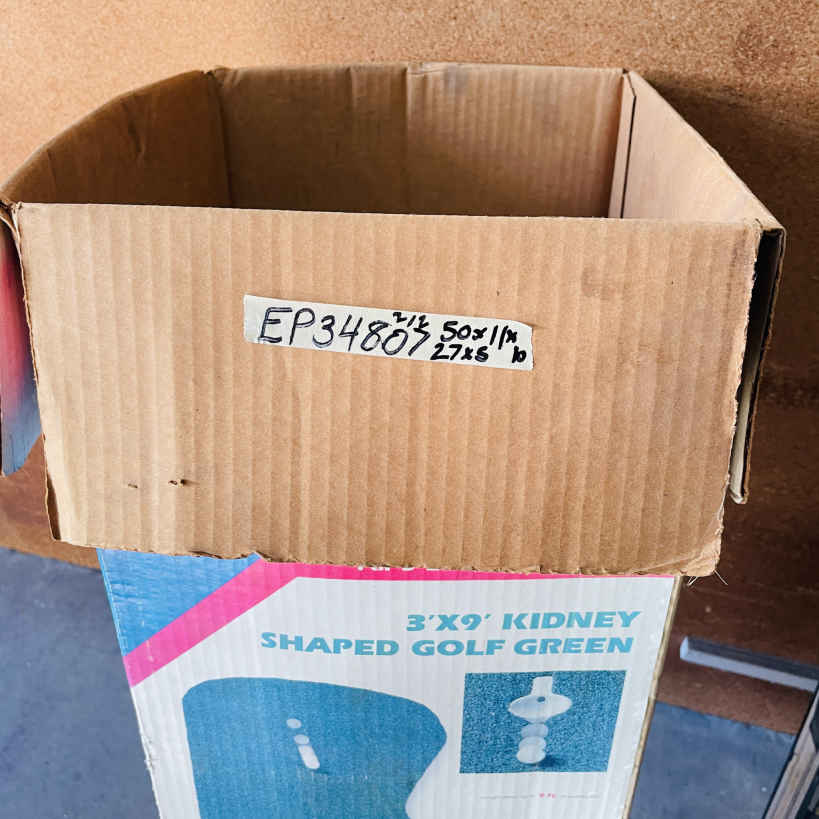 EP34807 2/2 50x11x
27x5 10
3'X9' KIDNEY
SHAPED GOLF GREEN